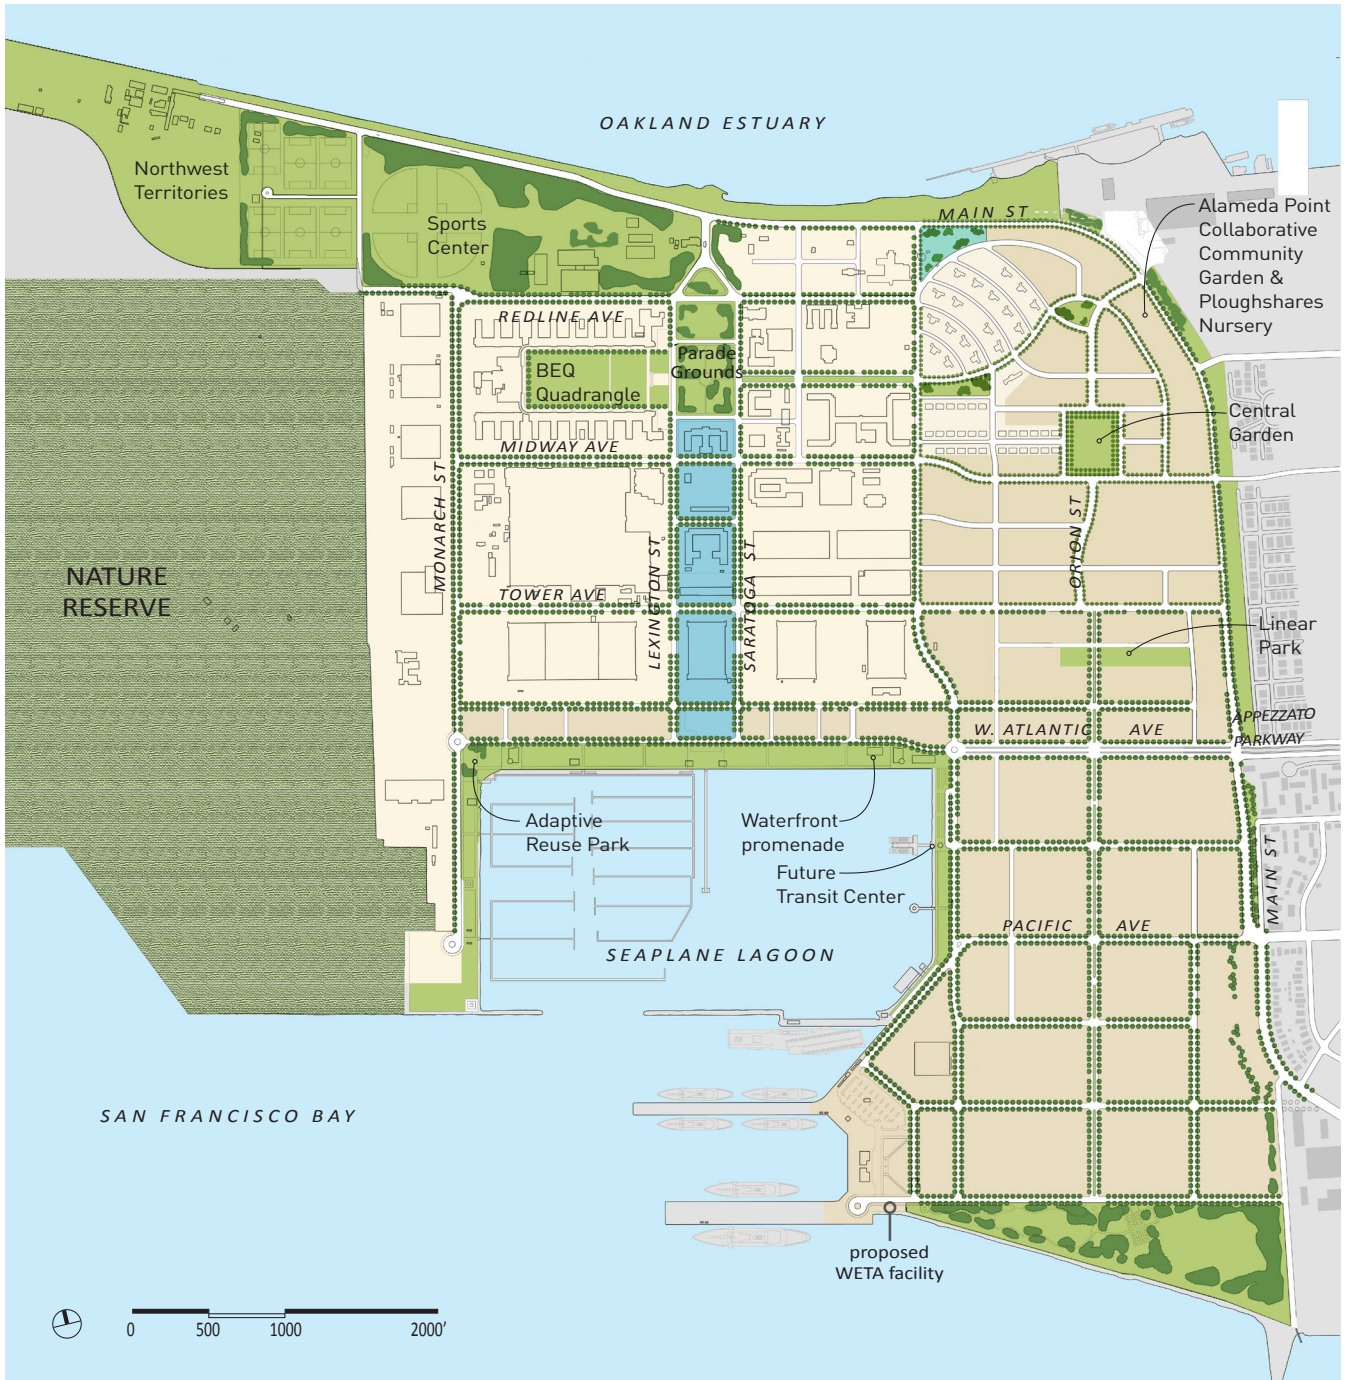 OAKLAND ESTUARY
Northwest
Territories
Sports
Center
MAIN ST
Alameda Point
Collaborative
Community
Garden &
Ploughshares
Nursery
REDLINE AVE
Parade
Grounds
BEQ
Quadrangle
Central
Garden
MIDWAY AVE
MONARCH ST
LEXINGTON ST
SARATOGA ST
ORION ST
NATURE
RESERVE
TOWER AVE
Linear
Park
W. ATLANTIC AVE
APPEZZATO
PARKWAY
Adaptive
Reuse Park
Waterfront
promenade
Future
Transit Center
MAIN ST
PACIFIC AVE
SEAPLANE LAGOON
SAN FRANCISCO BAY
proposed
WETA facility
0 500 1000 2000'